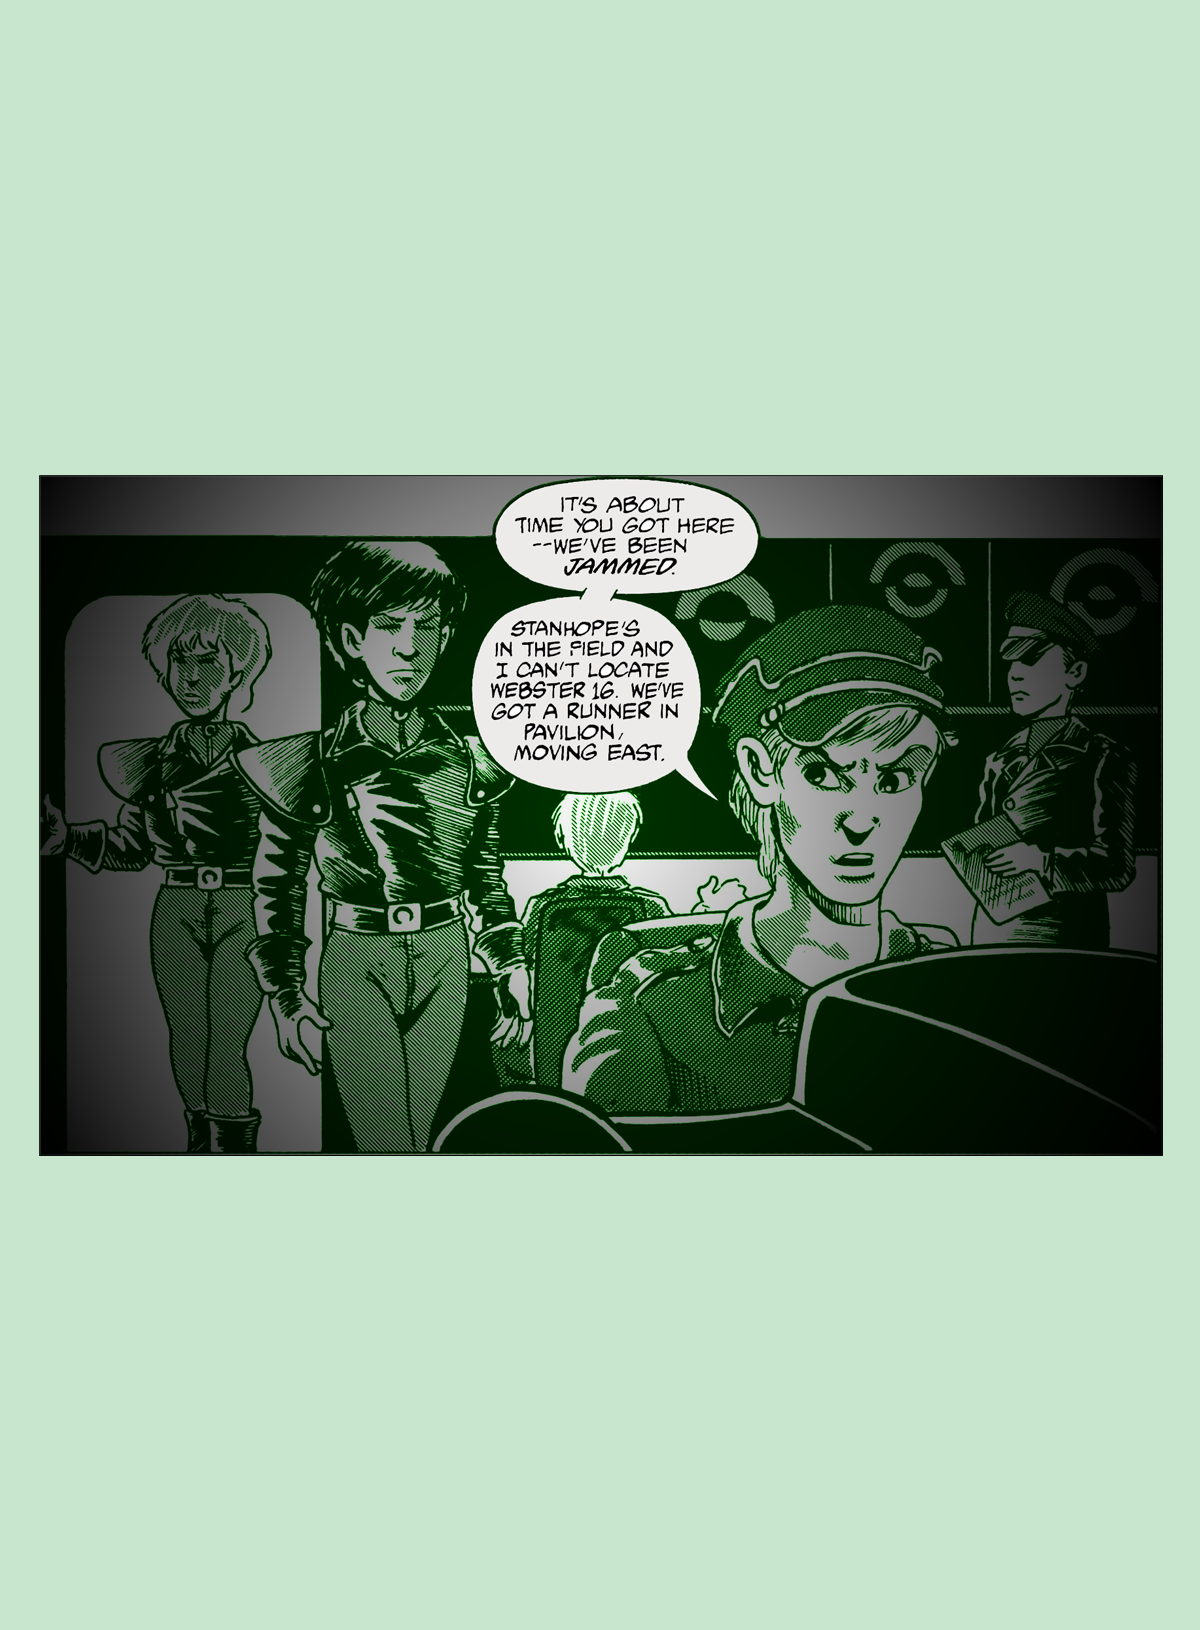 IT'S ABOUT
TIME YOU GOT HERE
--WE'VE BEEN
JAMMED.
STANHOPE'S
IN THE FIELD AND
I CAN'T LOCATE
WEBSTER 16. WE'VE
GOT A RUNNER IN
PAVILION,
MOVING EAST.